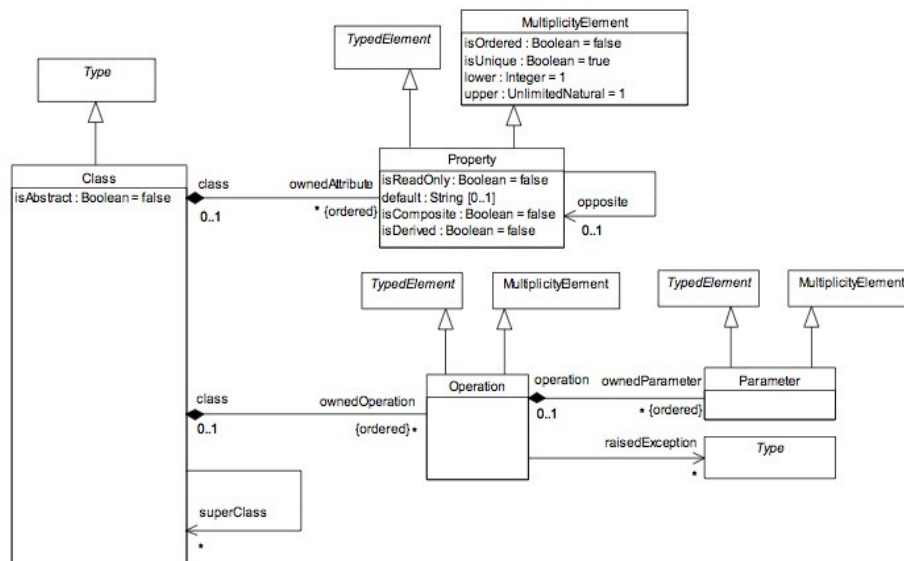 MultiplicityElement
isOrdered : Boolean = false
isUnique : Boolean = true
lower : Integer = 1
upper : UnlimitedNatural = 1
TypedElement
Type
Class
isAbstract : Boolean = false
class
0..1
ownedAttribute
* {ordered}
Property
isReadOnly : Boolean = false
default : String [0..1]
isComposite : Boolean = false
isDerived : Boolean = false
opposite
0..1
TypedElement
MultiplicityElement
TypedElement
MultiplicityElement
class
0..1
ownedOperation
{ordered} *
Operation
operation
0..1
ownedParameter
* {ordered}
Parameter
raisedException
*
Type
superClass
*